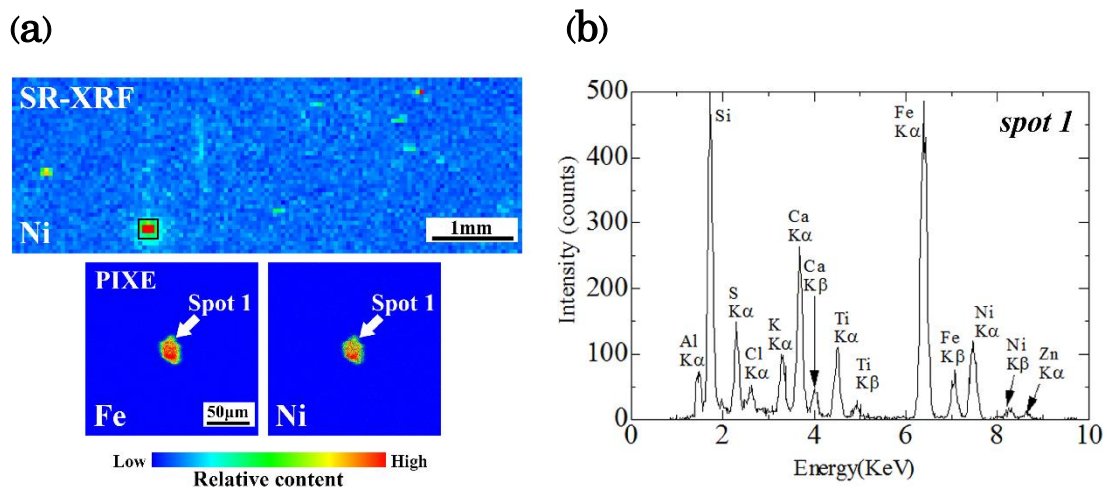 (a)
SR-XRF
Ni
1mm
PIXE
Spot 1
Fe
50μm
Spot 1
Ni
Low
High
Relative content
(b)
500
400
300
200
100
0
Intensity (counts)
spot 1
Si
Fe
Kα
Ca
Kα
Ca
Kβ
S
Kα
Al
Kα
Cl
Kα
K
Kα
Ti
Kα
Ti
Kβ
Fe
Kβ
Ni
Kα
Ni
Kβ
Zn
Kα
0
2
4
6
8
10
Energy(KeV)